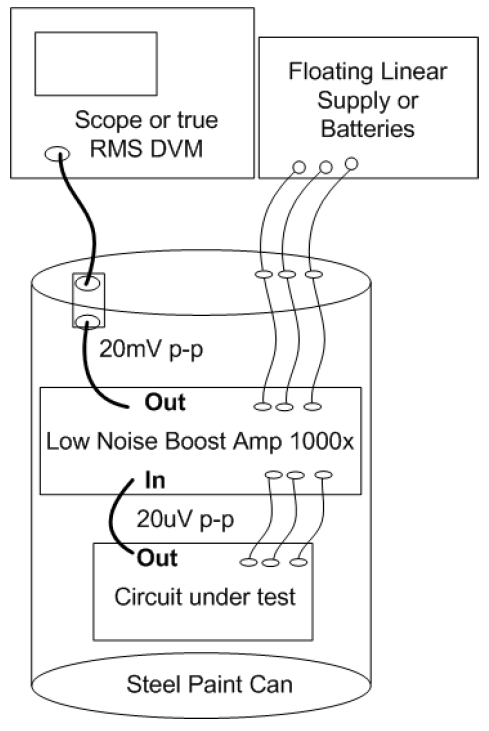 Scope or true
RMS DVM
Floating Linear
Supply or
Batteries
20mV p-p
Out
Low Noise Boost Amp 1000x
In
20uV p-p
Out
Circuit under test
Steel Paint Can